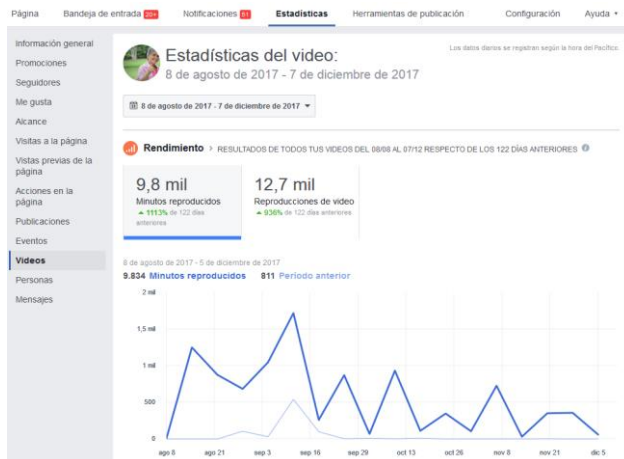 Página Bandeja de entrada 20+ Notificaciones 51 Estadísticas Herramientas de publicación Configuración Ayuda
Información general
Promociones
Seguidores
Me gusta
Alcance
Visitas a la página
Vistas previas de la
página
Acciones en la
página
Publicaciones
Eventos
Videos
Personas
Mensajes
Estadísticas del video:
8 de agosto de 2017 - 7 de diciembre de 2017
Los datos diarios se registran según la hora del Pacífico.
8 de agosto de 2017 - 7 de diciembre de 2017
Rendimiento > RESULTADOS DE TODOS TUS VIDEOS DEL 08/08 AL 07/12 RESPECTO DE LOS 122 DÍAS ANTERIORES
9,8 mil
Minutos reproducidos
1113% de 122 días
anteriores
12,7 mil
Reproducciones de video
936% de 122 días anteriores
8 de agosto de 2017 - 5 de diciembre de 2017
9.834 Minutos reproducidos 811 Período anterior
2 mil
1,5 mil
1 mil
500
0
ago 8 ago 21 sep 3 sep 16 sep 29 oct 13 oct 26 nov 8 nov 21 dic 5